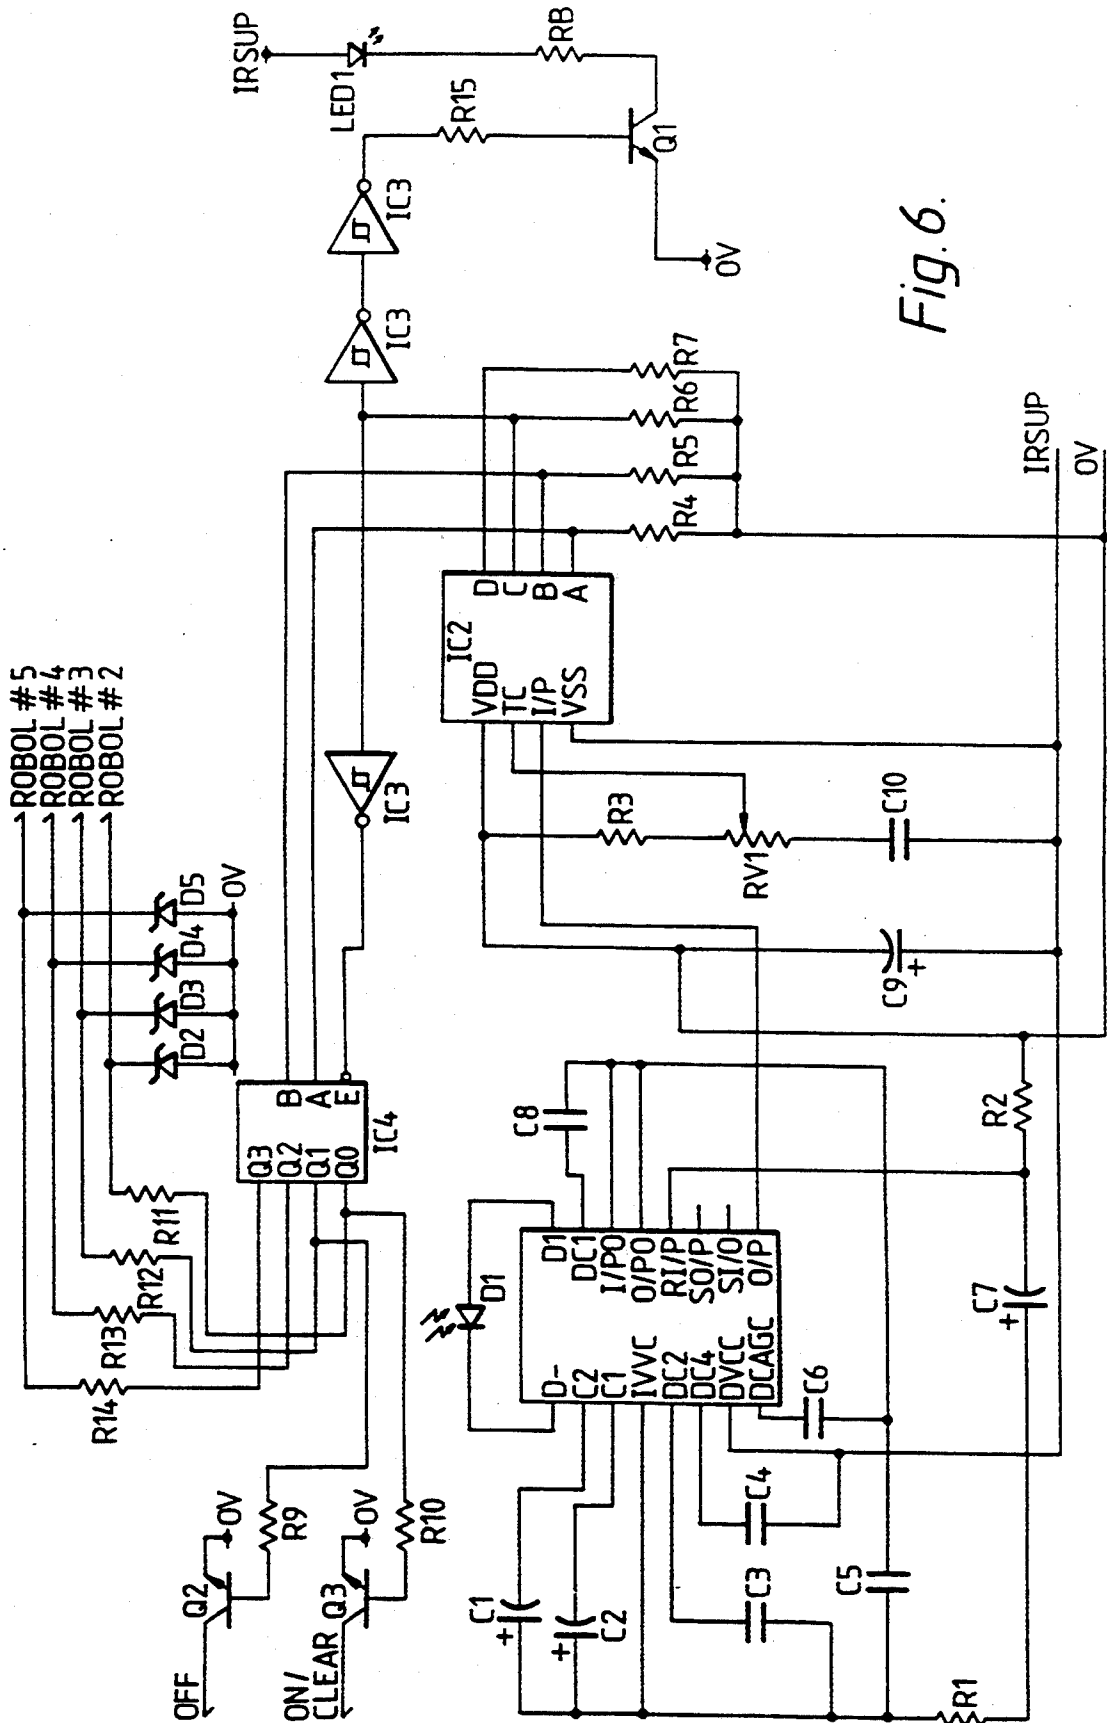 OFF
Q2
0V
R9
ON/
CLEAR
Q3
0V
R10
R14
R13
R12
R11
ROBOL #5
ROBOL #4
ROBOL #3
ROBOL #2
D2
D3
D4
D5
0V
Q3
Q2
Q1
Q0
B
A
E
IC4
IC3
IC3
IC3
IRSUP
LED1
R15
RB
Q1
0V
C1
C2
C3
C4
C5
C6
R1
D1
D-
C2
C1
IVVC
DC2
DC4
DVCC
DCAGC
D1
DC1
I/PO
O/PO
RI/P
SO/P
SI/O
O/P
C8
C7
R2
C9
R3
RV1
C10
IC2
VDD
TC
I/P
VSS
D
C
B
A
R4
R5
R6
R7
IRSUP
0V
Fig. 6.